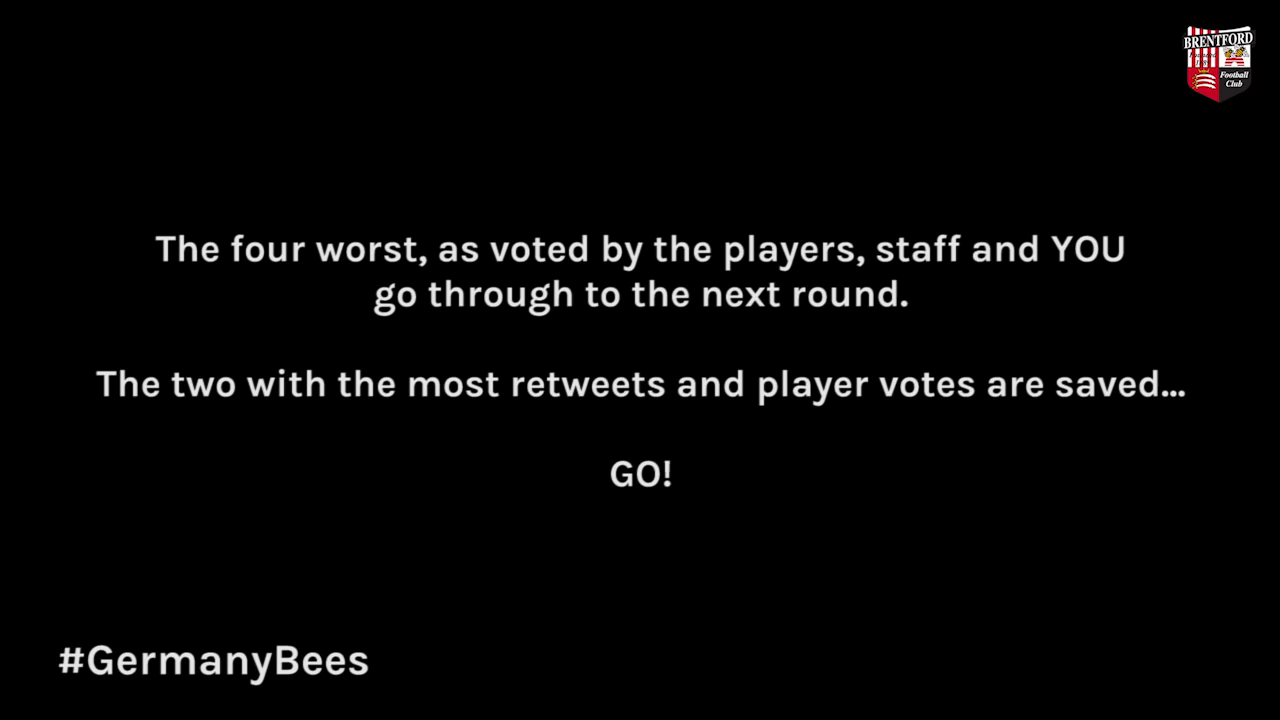 BRENTFORD
Football
Club
The four worst, as voted by the players, staff and YOU
go through to the next round.
The two with the most retweets and player votes are saved...
GO!
#GermanyBees